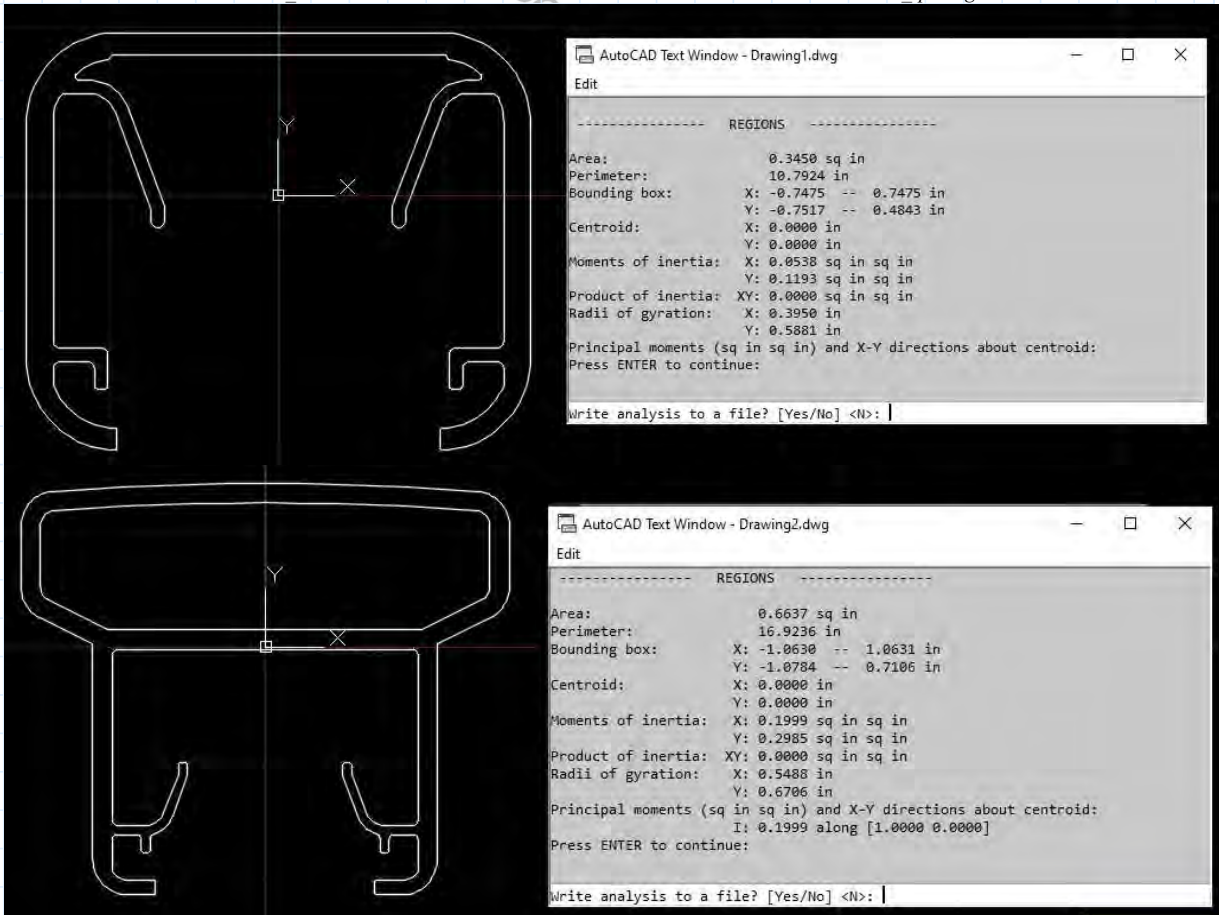 Y
X
AutoCAD Text Window - Drawing1.dwg
Edit
---------------- REGIONS ----------------
Area: 0.3450 sq in
Perimeter: 10.7924 in
Bounding box: X: -0.7475 -- 0.7475 in
Y: -0.7517 -- 0.4843 in
Centroid: X: 0.0000 in
Y: 0.0000 in
Moments of inertia: X: 0.0538 sq in sq in
Y: 0.1193 sq in sq in
Product of inertia: XY: 0.0000 sq in sq in
Radii of gyration: X: 0.3950 in
Y: 0.5881 in
Principal moments (sq in sq in) and X-Y directions about centroid:
Press ENTER to continue:
Write analysis to a file? [Yes/No] <N>:
Y
X
AutoCAD Text Window - Drawing2.dwg
Edit
---------------- REGIONS ----------------
Area: 0.6637 sq in
Perimeter: 16.9236 in
Bounding box: X: -1.0630 -- 1.0631 in
Y: -1.0784 -- 0.7106 in
Centroid: X: 0.0000 in
Y: 0.0000 in
Moments of inertia: X: 0.1999 sq in sq in
Y: 0.2985 sq in sq in
Product of inertia: XY: 0.0000 sq in sq in
Radii of gyration: X: 0.5488 in
Y: 0.6706 in
Principal moments (sq in sq in) and X-Y directions about centroid:
I: 0.1999 along [1.0000 0.0000]
Press ENTER to continue:
Write analysis to a file? [Yes/No] <N>: